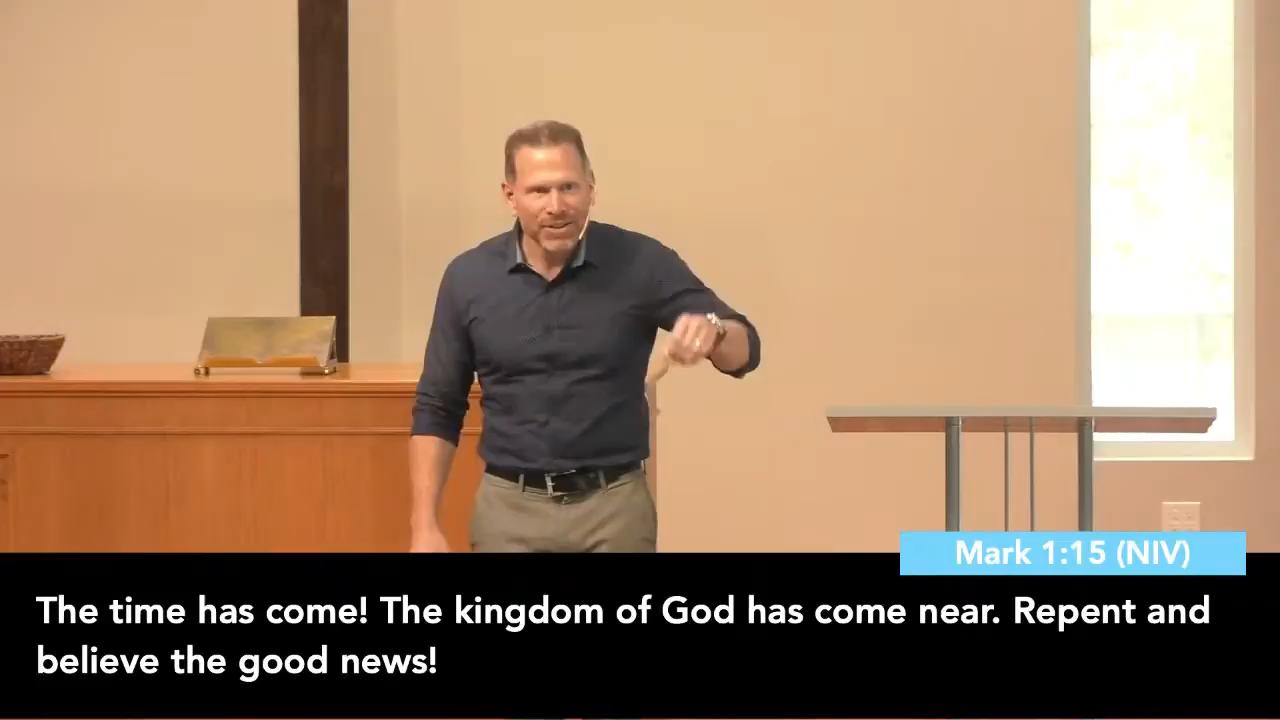 Mark 1:15 (NIV)
The time has come! The kingdom of God has come near. Repent and
believe the good news!